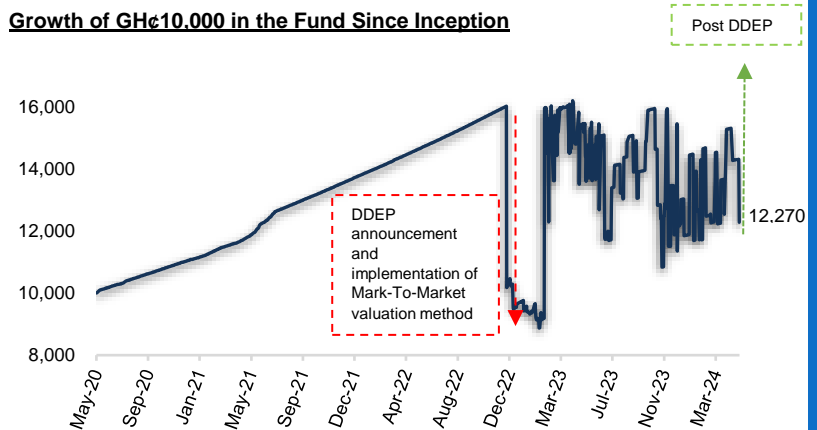 Growth of GH₵10,000 in the Fund Since Inception
Post DDEP
16,000
14,000
12,000
10,000
8,000
DDEP
announcement
and
implementation of
Mark-To-Market
valuation method
12,270
May-20
Sep-20
Jan-21
May-21
Sep-21
Dec-21
Apr-22
Aug-22
Dec-22
Mar-23
Jul-23
Nov-23
Mar-24